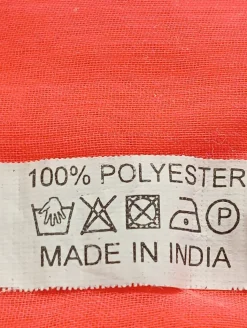 100% POLYESTER
P
MADE IN INDIA